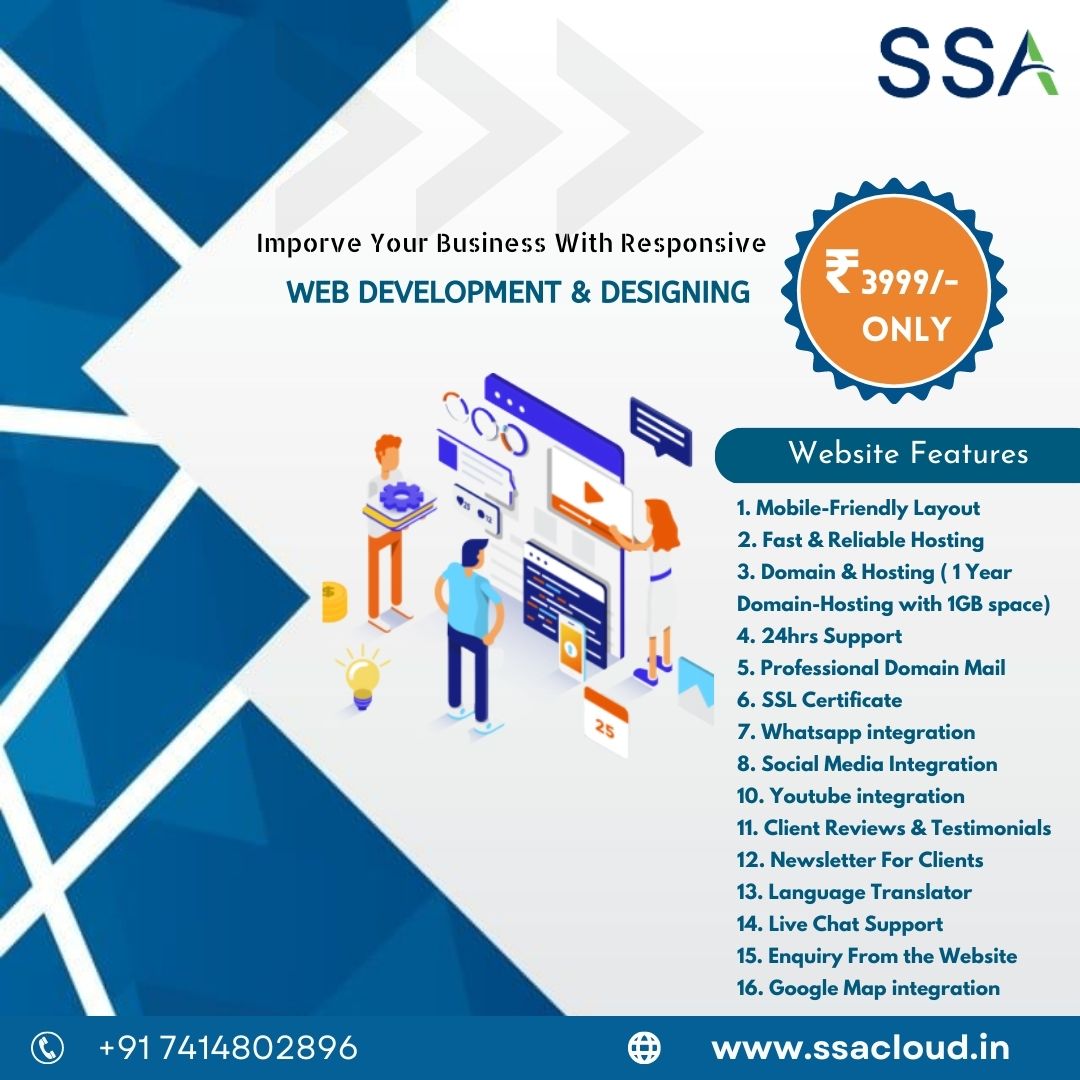 SSA
Imporve Your Business With Responsive
WEB DEVELOPMENT & DESIGNING
₹3999/-
ONLY
Website Features
1. Mobile-Friendly Layout
2. Fast & Reliable Hosting
3. Domain & Hosting ( 1 Year
Domain-Hosting with 1GB space)
4. 24hrs Support
5. Professional Domain Mail
6. SSL Certificate
7. Whatsapp integration
8. Social Media Integration
10. Youtube integration
11. Client Reviews & Testimonials
12. Newsletter For Clients
13. Language Translator
14. Live Chat Support
15. Enquiry From the Website
16. Google Map integration
25
12
$
25
+91 7414802896
www.ssacloud.in